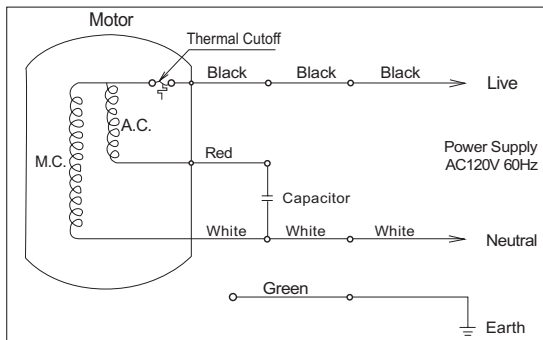 Motor
Thermal Cutoff
Black Black Black Live
A.C.
M.C.
Red
Power Supply
AC120V 60Hz
Capacitor
White White White Neutral
Green
Earth